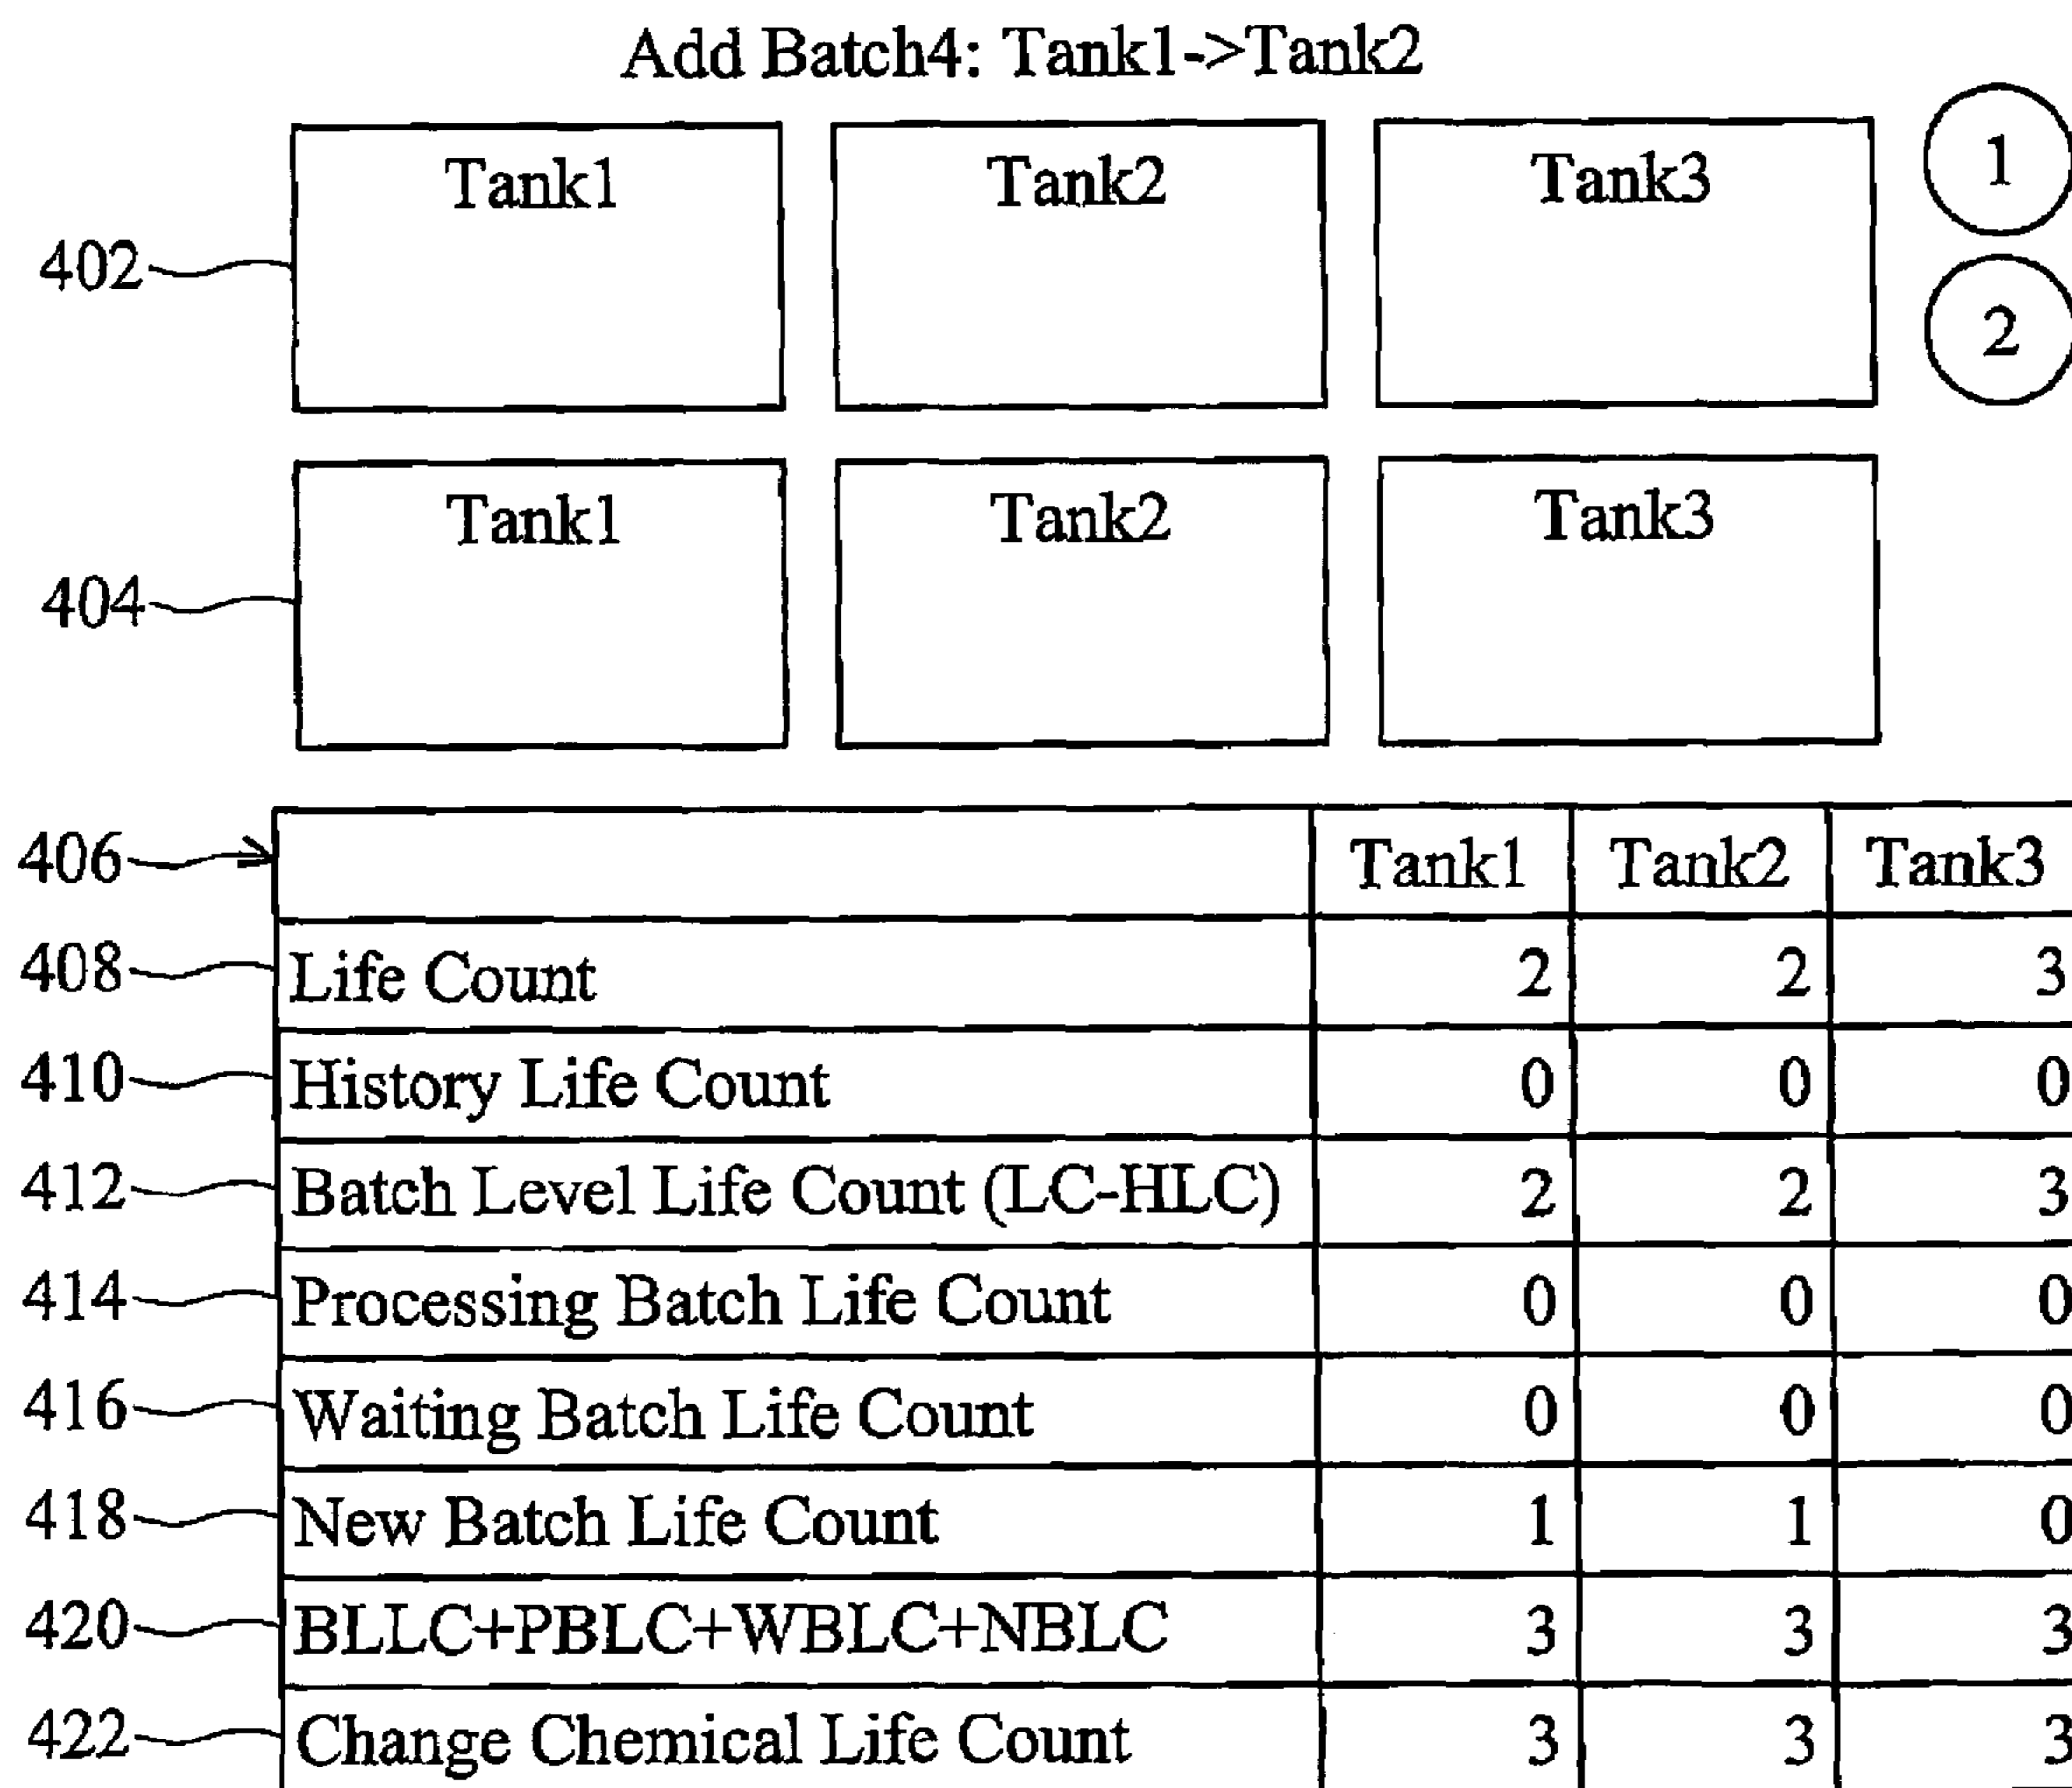 Add Batch4: Tank1->Tank2
Tank1 Tank2 Tank3 1
402
2
Tank1 Tank2 Tank3
404
406 Tank1 Tank2 Tank3
408 Life Count 2 2 3
410 History Life Count 0 0 0
412 Batch Level Life Count (LC-HLC) 2 2 3
414 Processing Batch Life Count 0 0 0
416 Waiting Batch Life Count 0 0 0
418 New Batch Life Count 1 1 0
420 BLLC+PBLC+WBLC+NBLC 3 3 3
422 Change Chemical Life Count 3 3 3